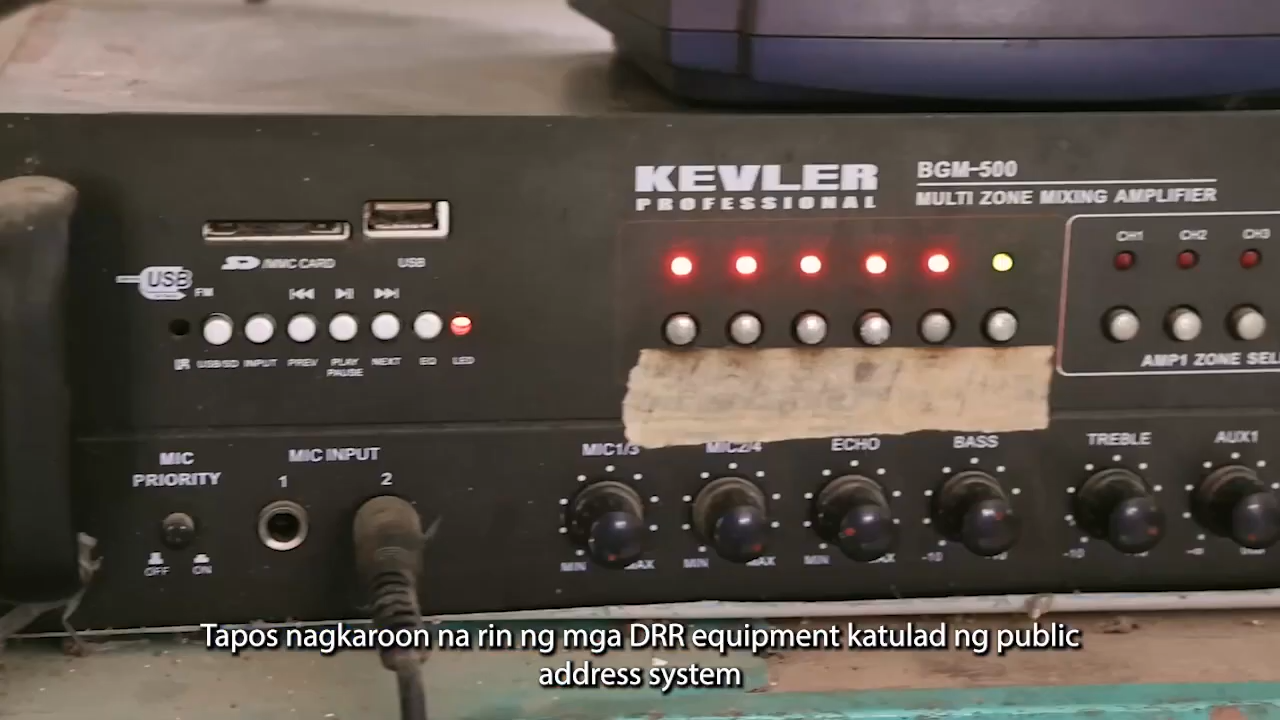 KEVLER
PROFESSIONAL
BGM-500
MULTI ZONE MIXING AMPLIFIER
CH1 CH2 CH3
SD/MMC CARD
USB
USB
FM
IR USB/SD INPUT PREV PLAY PAUSE NEXT EQ LED
AMP1 ZONE SEL
MIC PRIORITY
OFF ON
MIC INPUT
1 2
MIC1/3 MIC2/4 ECHO BASS TREBLE AUX1
MIN MIN MIN -10 -10
Tapos nagkaroon na rin ng mga DRR equipment katulad ng public
address system